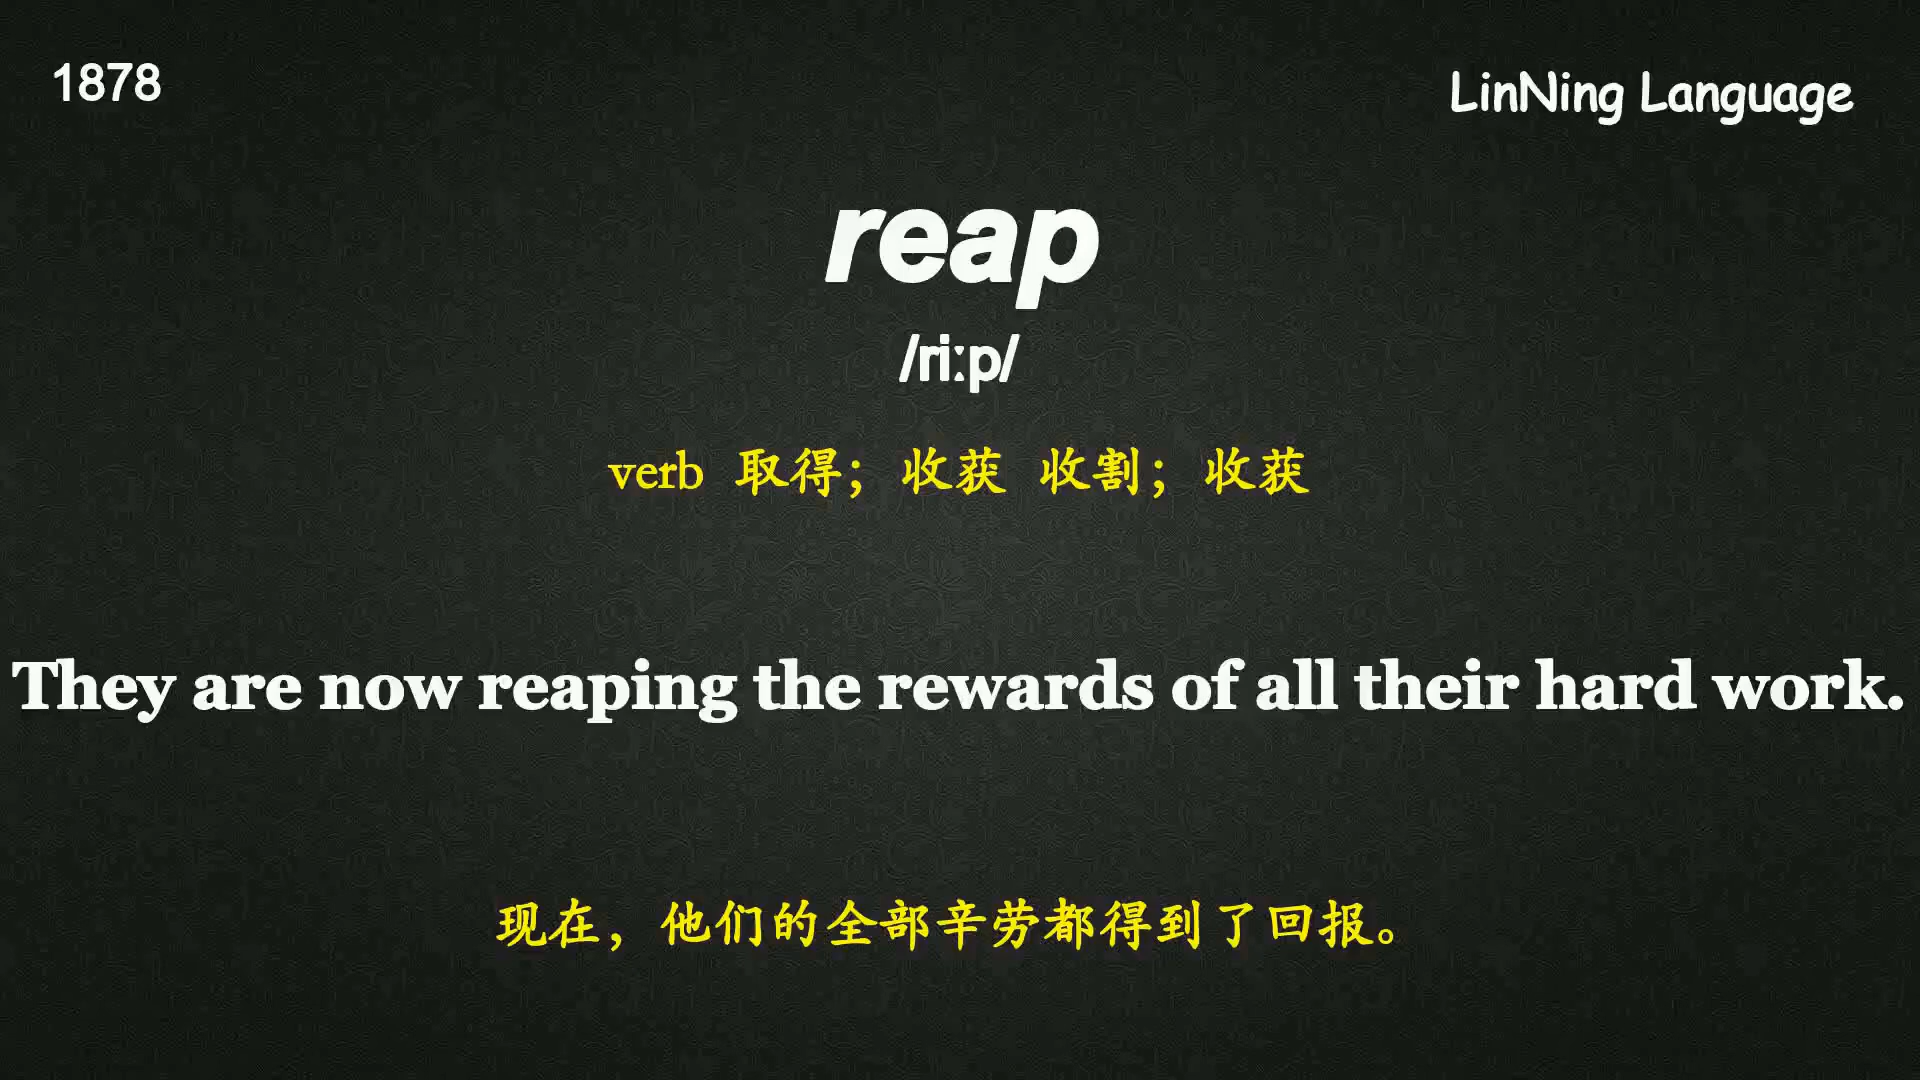 1878
LinNing Language
reap
/riːp/
verb 取得；收获 收割；收获
They are now reaping the rewards of all their hard work.
现在，他们的全部辛劳都得到了回报。